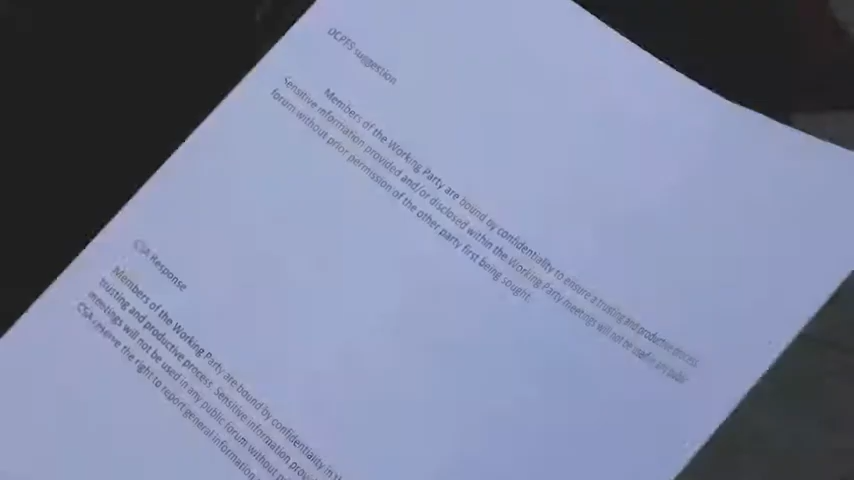 DCPTS suggestion
Members of the Working Party are bound by confidentiality to ensure a trusting and productive process.
Sensitive information provided and/or disclosed within the Working Party meetings will not be used in any public
forum without prior permission of the other party first being sought.
CSA Response
Members of the Working Party are bound by confidentiality in
trusting and productive process. Sensitive information
meetings will not be used in any public forum without
CSA reserve the right to report general information